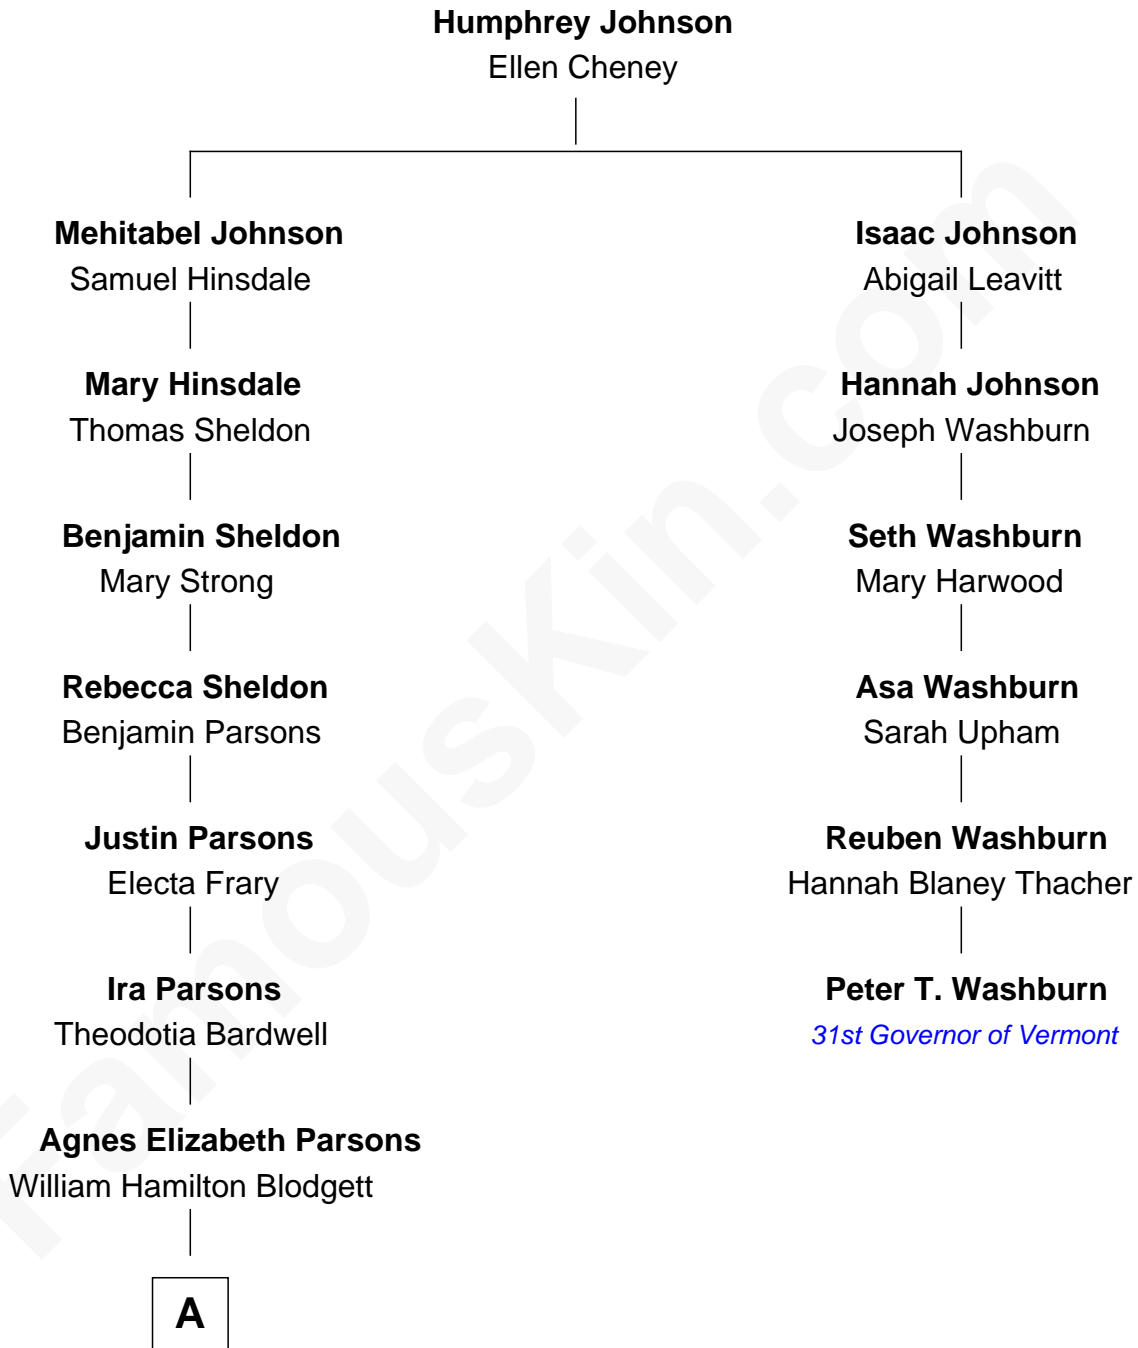 Humphrey Johnson
Ellen Cheney
Mehitabel Johnson
Samuel Hinsdale
Mary Hinsdale
Thomas Sheldon
Benjamin Sheldon
Mary Strong
Rebecca Sheldon
Benjamin Parsons
Justin Parsons
Electa Frary
Ira Parsons
Theodotia Bardwell
Agnes Elizabeth Parsons
William Hamilton Blodgett
A
Isaac Johnson
Abigail Leavitt
Hannah Johnson
Joseph Washburn
Seth Washburn
Mary Harwood
Asa Washburn
Sarah Upham
Reuben Washburn
Hannah Blaney Thacher
Peter T. Washburn
31st Governor of Vermont
FamousKin.com